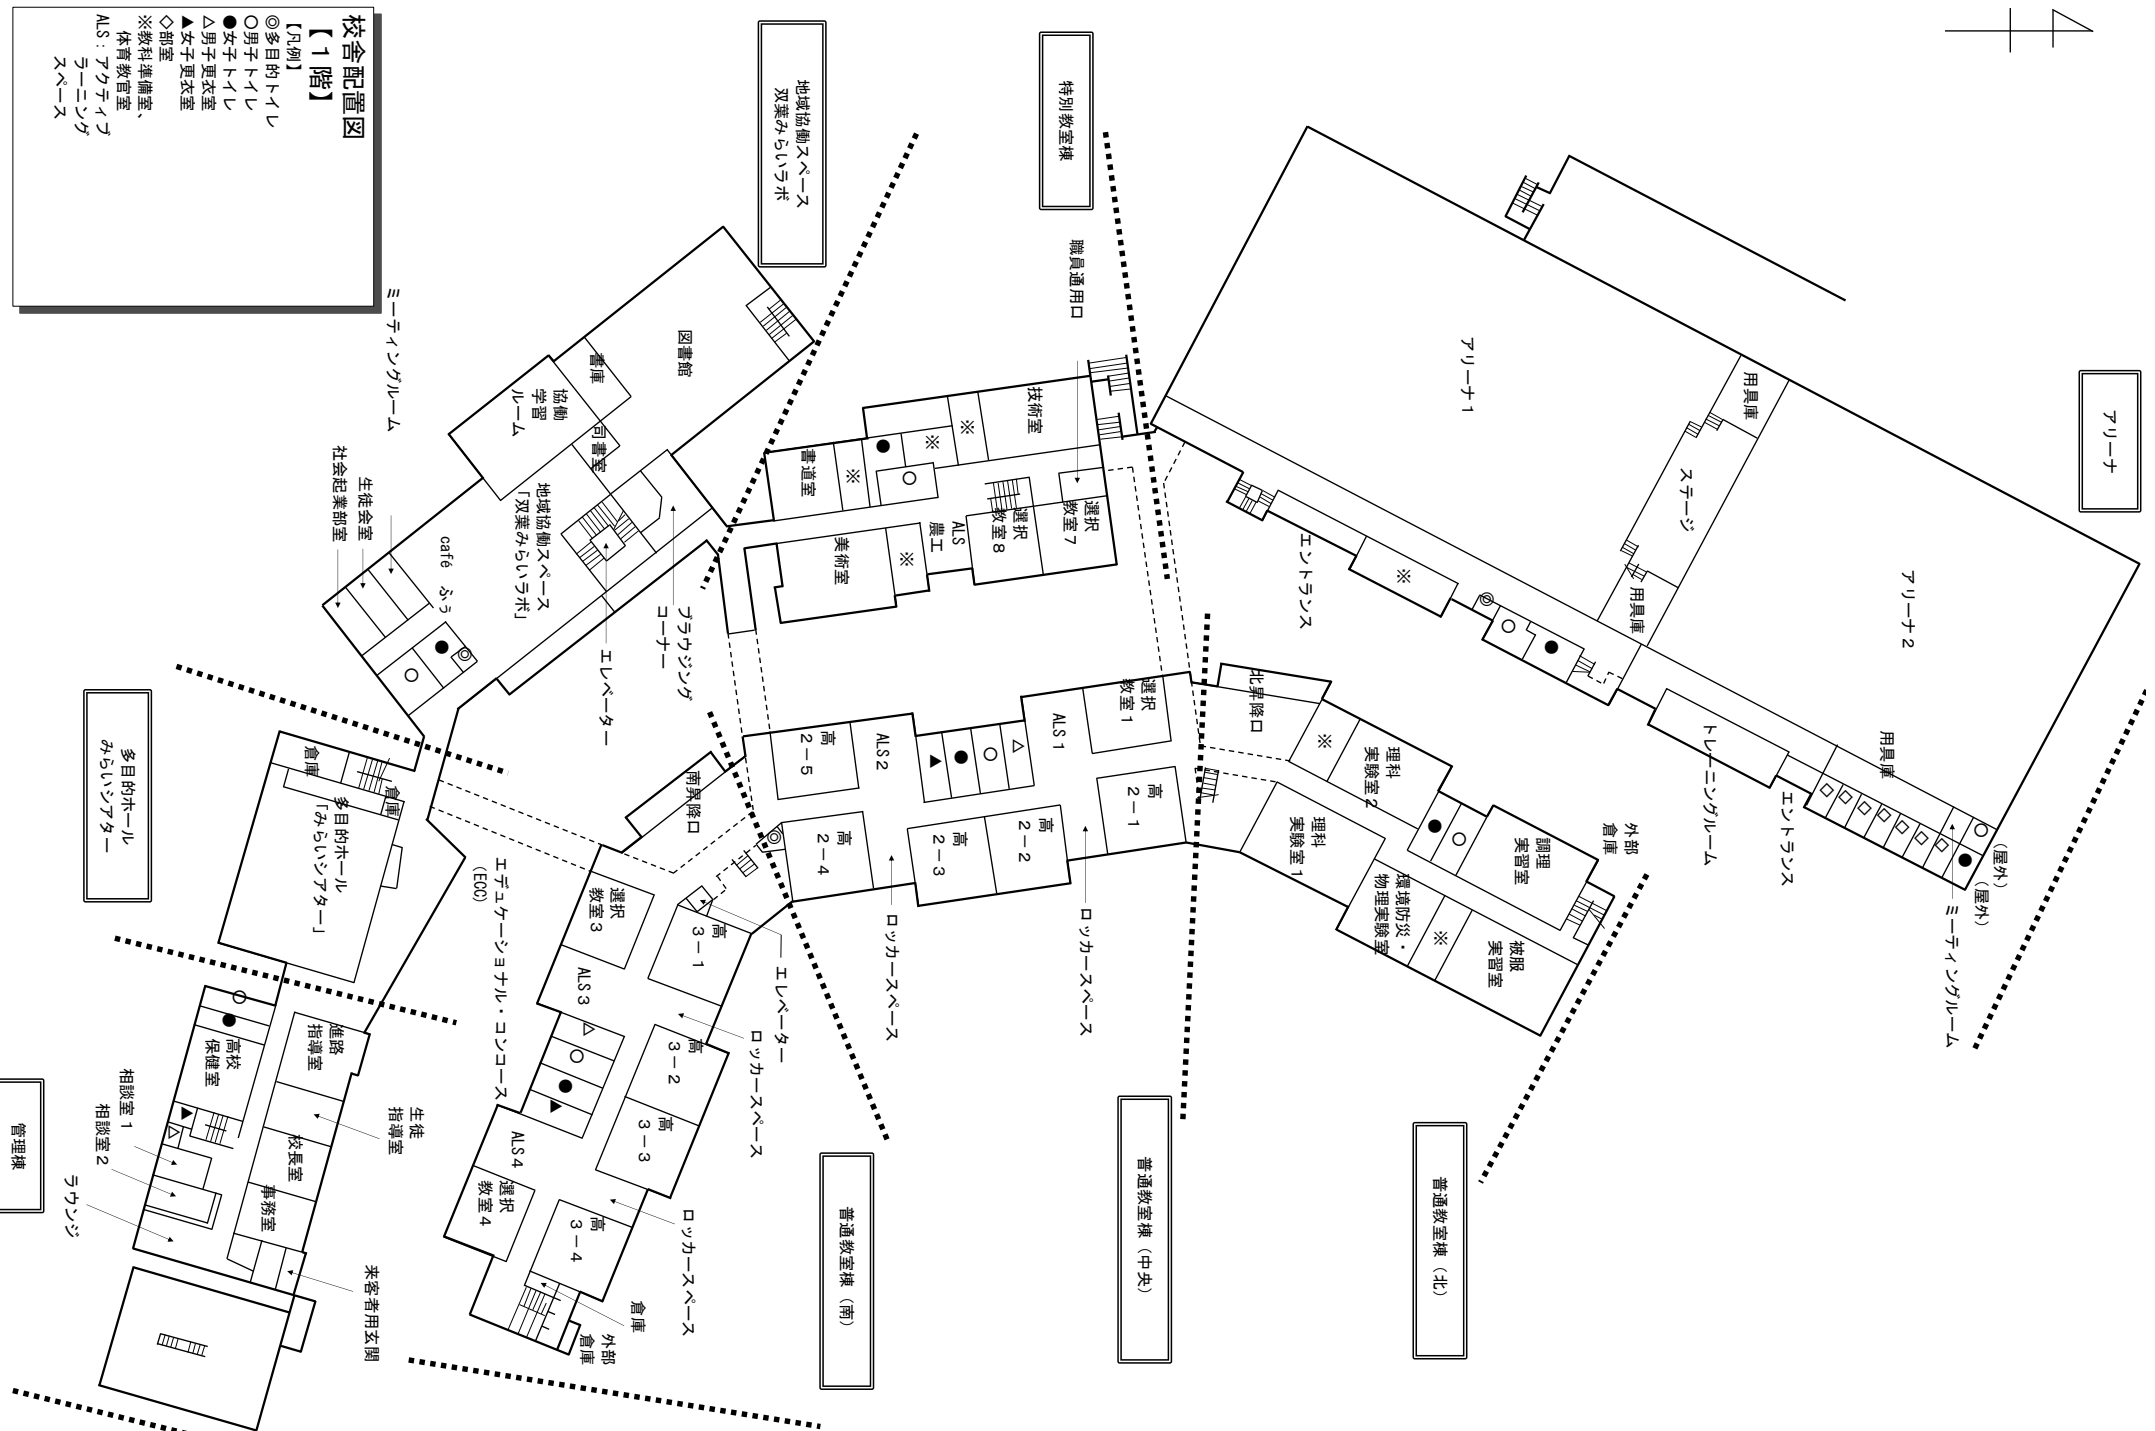 校舎配置図
【１階】
【凡例】
◎多目的トイレ
○男子トイレ
●女子トイレ
△男子更衣室
▲女子更衣室
◇部室
※教科準備室、
体育教官室
ALS：アクティブ
ラーニング
スペース
アリーナ
アリーナ１
アリーナ２
用具庫
ステージ
用具庫
用具庫
エントランス
※
◎
○
●
トレーニングルーム
エントランス
◇
◇
◇
◇
◇
◇
◇
○
●
（屋外）
（屋外）
ミーティングルーム
特別教室棟
職員通用口
技術室
※
※
●
○
※
書道室
選択
教室７
選択
教室８
ALS
農工
※
美術室
地域協働スペース
双葉みらいラボ
図書館
書庫
協働
学習
ルーム
司書室
地域協働スペース
「双葉みらいラボ」
ブラウジング
コーナー
エレベーター
café ふぅ
ミーティングルーム
生徒会室
社会起業部室
◎
●
○
普通教室棟（北）
北昇降口
※
理科
実験室２
理科
実験室１
●
○
調理
実習室
環境防災・
物理実験室
※
被服
実習室
外部
倉庫
普通教室棟（中央）
選択
教室１
ALS１
△
○
●
▲
ALS２
高
２－５
高
２－１
高
２－２
高
２－３
高
２－４
ロッカースペース
ロッカースペース
普通教室棟（南）
南昇降口
◎
エレベーター
選択
教室３
ALS３
△
○
●
▲
ALS４
選択
教室４
高
３－１
高
３－２
高
３－３
高
３－４
ロッカースペース
ロッカースペース
倉庫
外部
倉庫
エデュケーショナル・コンコース
(ECC)
多目的ホール
みらいシアター
倉庫
倉庫
多目的ホール
「みらいシアター」
管理棟
○
●
高校
保健室
▲
△
進路
指導室
生徒
指導室
校長室
事務室
相談室１
相談室２
ラウンジ
来客者用玄関